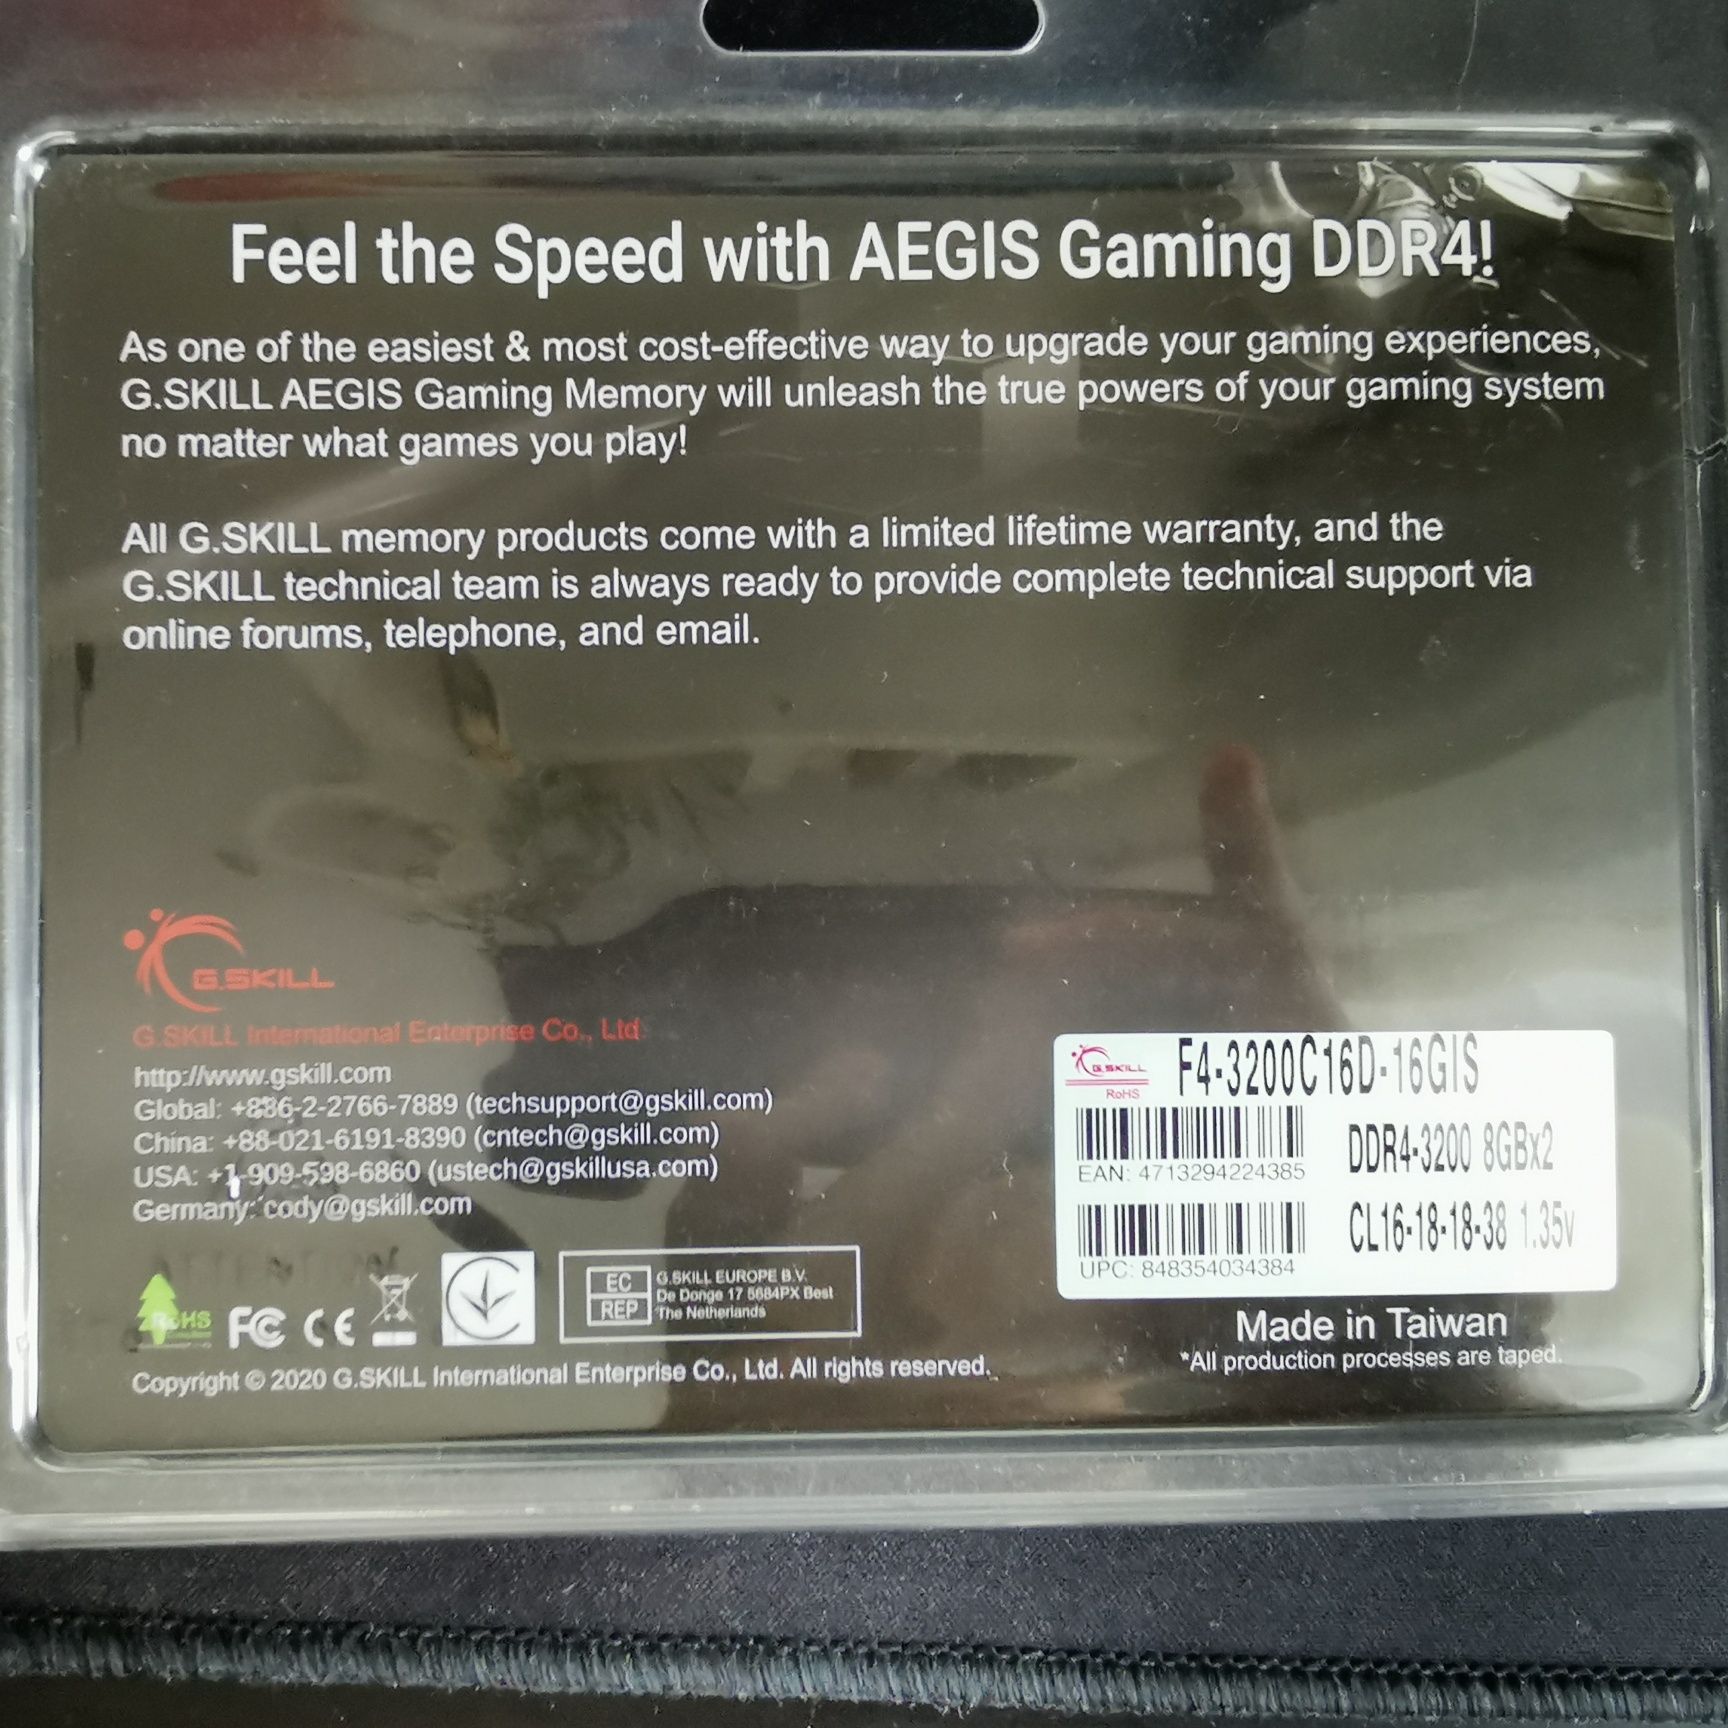 Feel the Speed with AEGIS Gaming DDR4!
As one of the easiest & most cost-effective way to upgrade your gaming experiences,
G.SKILL AEGIS Gaming Memory will unleash the true powers of your gaming system
no matter what games you play!
All G.SKILL memory products come with a limited lifetime warranty, and the
G.SKILL technical team is always ready to provide complete technical support via
online forums, telephone, and email.
G.SKILL
G.SKILL International Enterprise Co., Ltd.
http://www.gskill.com
Global: +886-2-2766-7889 (techsupport@gskill.com)
China: +86-021-6191-8390 (cntech@gskill.com)
USA: +1-909-598-6860 (ustech@gskillusa.com)
Germany: cody@gskill.com
RoHS
FC CE
EC
REP
G.SKILL EUROPE B.V.
De Donge 17 5684PX Best
The Netherlands
Copyright © 2020 G.SKILL International Enterprise Co., Ltd. All rights reserved.
G.SKILL
RoHS
F4-3200C16D-16GIS
EAN: 4713294224385
DDR4-3200 8GBx2
UPC: 848354034384
CL16-18-18-38 1.35v
Made in Taiwan
*All production processes are taped.